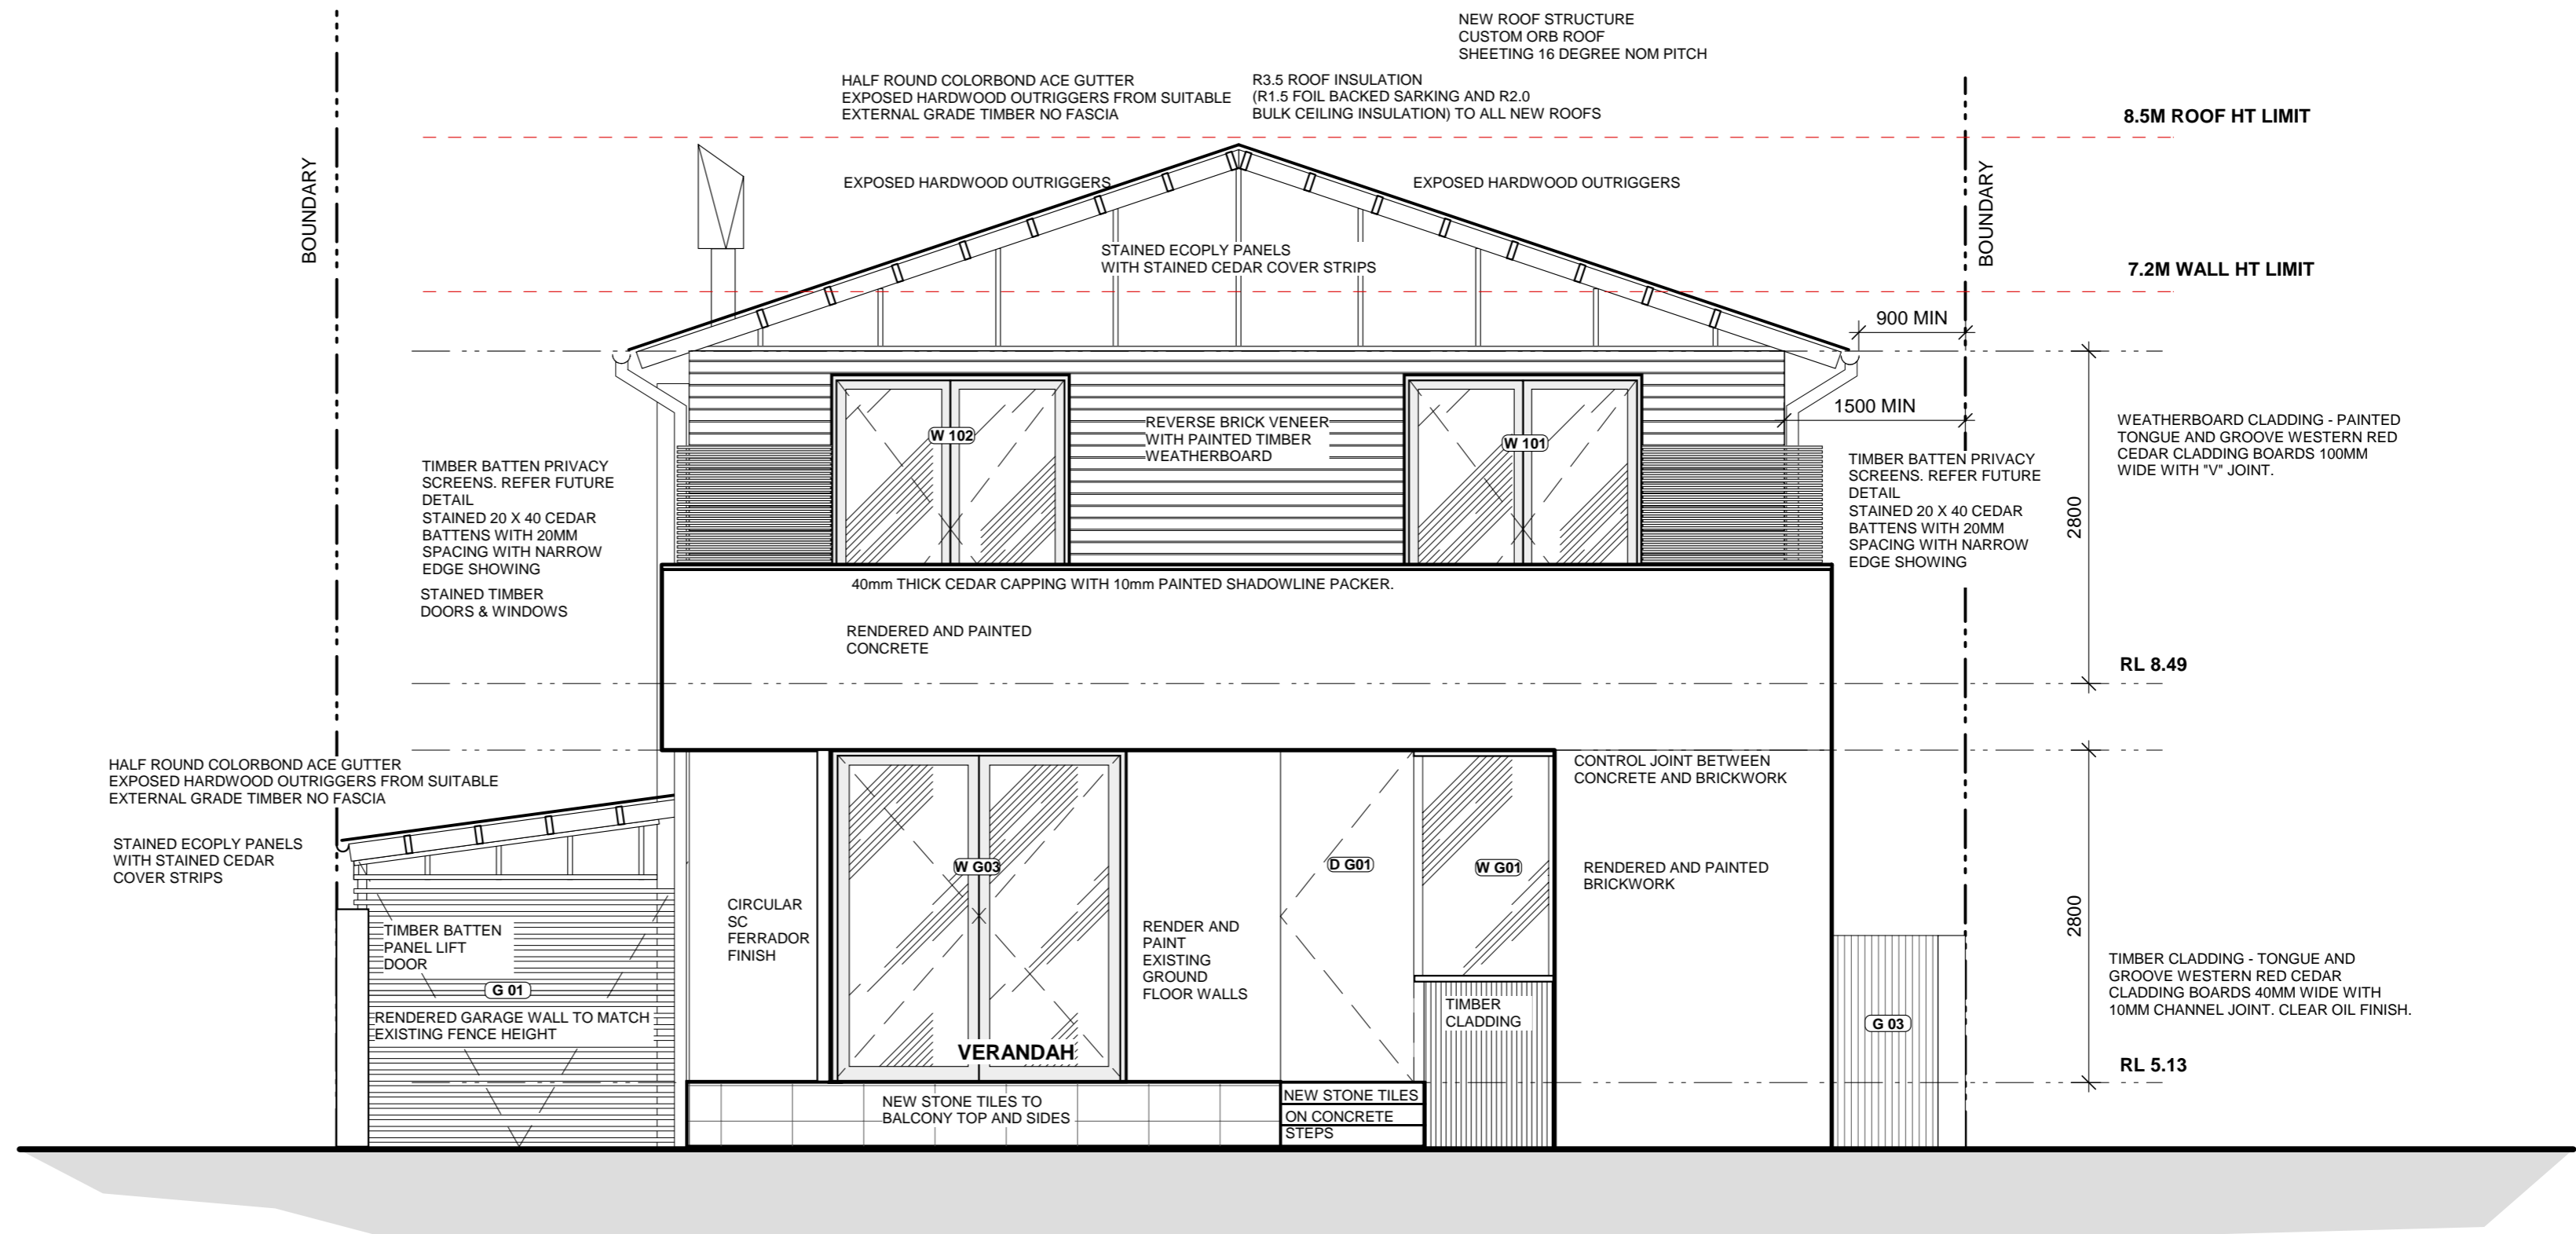 NEW ROOF STRUCTURE
CUSTOM ORB ROOF
SHEETING 16 DEGREE NOM PITCH
HALF ROUND COLORBOND ACE GUTTER
EXPOSED HARDWOOD OUTRIGGERS FROM SUITABLE
EXTERNAL GRADE TIMBER NO FASCIA
R3.5 ROOF INSULATION
(R1.5 FOIL BACKED SARKING AND R2.0
BULK CEILING INSULATION) TO ALL NEW ROOFS
8.5M ROOF HT LIMIT
BOUNDARY
EXPOSED HARDWOOD OUTRIGGERS
EXPOSED HARDWOOD OUTRIGGERS
BOUNDARY
STAINED ECOPLY PANELS
WITH STAINED CEDAR COVER STRIPS
7.2M WALL HT LIMIT
900 MIN
1500 MIN
W 102
REVERSE BRICK VENEER
WITH PAINTED TIMBER
WEATHERBOARD
W 101
WEATHERBOARD CLADDING - PAINTED
TONGUE AND GROOVE WESTERN RED
CEDAR CLADDING BOARDS 100MM
WIDE WITH "V" JOINT.
TIMBER BATTEN PRIVACY
SCREENS. REFER FUTURE
DETAIL
STAINED 20 X 40 CEDAR
BATTENS WITH 20MM
SPACING WITH NARROW
EDGE SHOWING
STAINED TIMBER
DOORS & WINDOWS
TIMBER BATTEN PRIVACY
SCREENS. REFER FUTURE
DETAIL
STAINED 20 X 40 CEDAR
BATTENS WITH 20MM
SPACING WITH NARROW
EDGE SHOWING
2800
40mm THICK CEDAR CAPPING WITH 10mm PAINTED SHADOWLINE PACKER.
RENDERED AND PAINTED
CONCRETE
RL 8.49
HALF ROUND COLORBOND ACE GUTTER
EXPOSED HARDWOOD OUTRIGGERS FROM SUITABLE
EXTERNAL GRADE TIMBER NO FASCIA
STAINED ECOPLY PANELS
WITH STAINED CEDAR
COVER STRIPS
CONTROL JOINT BETWEEN
CONCRETE AND BRICKWORK
W G03
D G01
W G01
RENDERED AND PAINTED
BRICKWORK
CIRCULAR
SC
FERRADOR
FINISH
RENDER AND
PAINT
EXISTING
GROUND
FLOOR WALLS
2800
TIMBER BATTEN
PANEL LIFT
DOOR
G 01
RENDERED GARAGE WALL TO MATCH
EXISTING FENCE HEIGHT
TIMBER
CLADDING
G 03
TIMBER CLADDING - TONGUE AND
GROOVE WESTERN RED CEDAR
CLADDING BOARDS 40MM WIDE WITH
10MM CHANNEL JOINT. CLEAR OIL FINISH.
VERANDAH
RL 5.13
NEW STONE TILES TO
BALCONY TOP AND SIDES
NEW STONE TILES
ON CONCRETE
STEPS